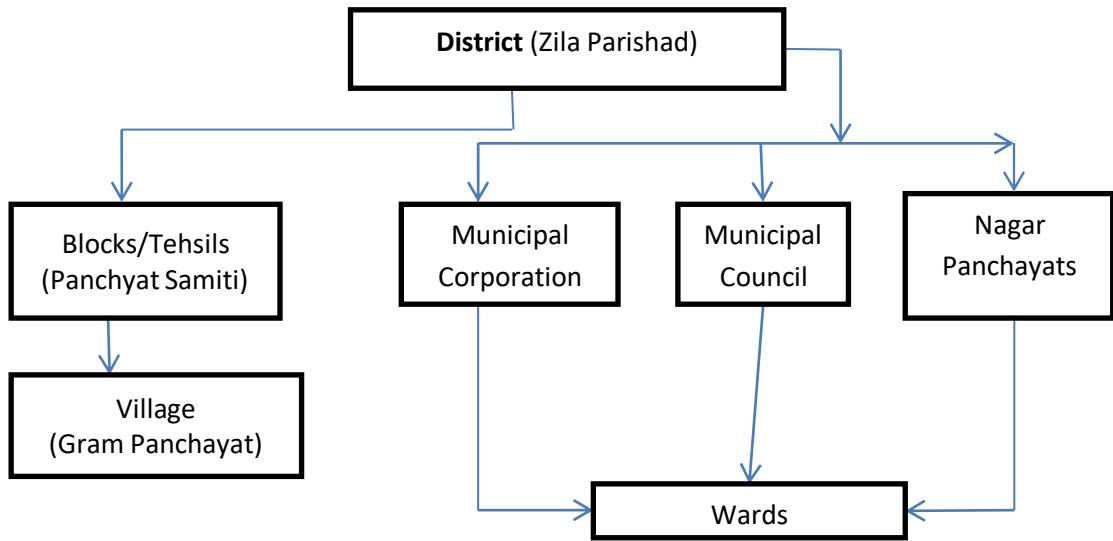 District (Zila Parishad)
Blocks/Tehsils
(Panchyat Samiti)
Municipal
Corporation
Municipal
Council
Nagar
Panchayats
Village
(Gram Panchayat)
Wards